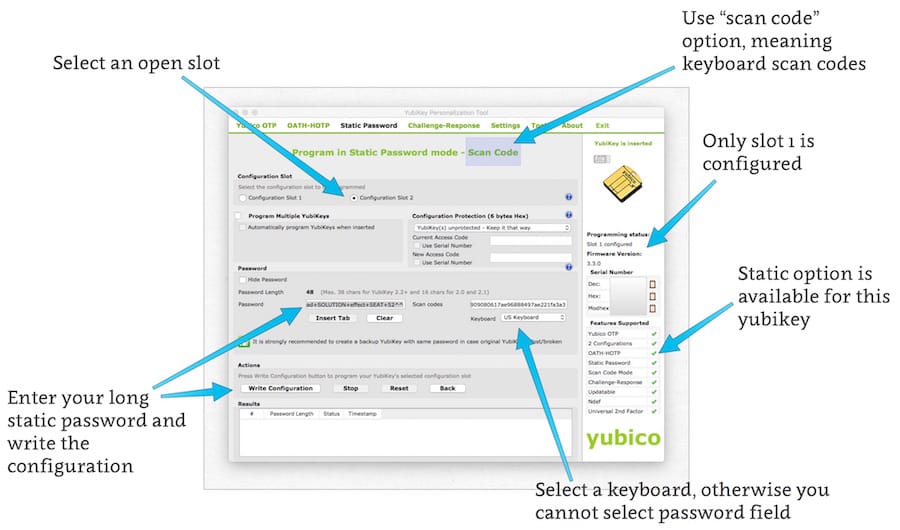 Select an open slot
Use “scan code”
option, meaning
keyboard scan codes
Only slot 1 is
configured
Static option is
available for this
yubikey
Enter your long
static password and
write the
configuration
Select a keyboard, otherwise you
cannot select password field
YubiKey Personalization Tool
Yubico OTP OATH-HOTP Static Password Challenge-Response Settings About Exit
Program in Static Password mode - Scan Code
Configuration Slot
Select the configuration slot to programmed
Configuration Slot 1 Configuration Slot 2
Program Multiple YubiKeys
Automatically program YubiKeys when inserted
Configuration Protection (6 bytes Hex)
YubiKey(s) unprotected - Keep it that way
Current Access Code
Use Serial Number
New Access Code
Use Serial Number
Password
Hide Password
Password Length 48 (Max. 38 chars for YubiKey 2.2+ and 16 chars for 2.0 and 2.1)
Password ad+SOLUTION+effect+SEAT+52^^ Scan codes 909080617ae96888497ae221fa3a3
Insert Tab Clear Keyboard US Keyboard
It is strongly recommended to create a backup YubiKey with same password in case original /broken
Actions
Press Write Configuration button to program your YubiKey's selected configuration slot
Write Configuration Stop Reset Back
Results
# Password Length Status Timestamp
YubiKey is inserted
Programming status:
Slot 1 configured
Firmware Version:
3.3.0
Serial Number
Dec:
Hex:
Modhex
Features Supported
Yubico OTP
2 Configurations
OATH-HOTP
Static Password
Scan Code Mode
Challenge-Response
Updatable
Ndef
Universal 2nd Factor
yubico